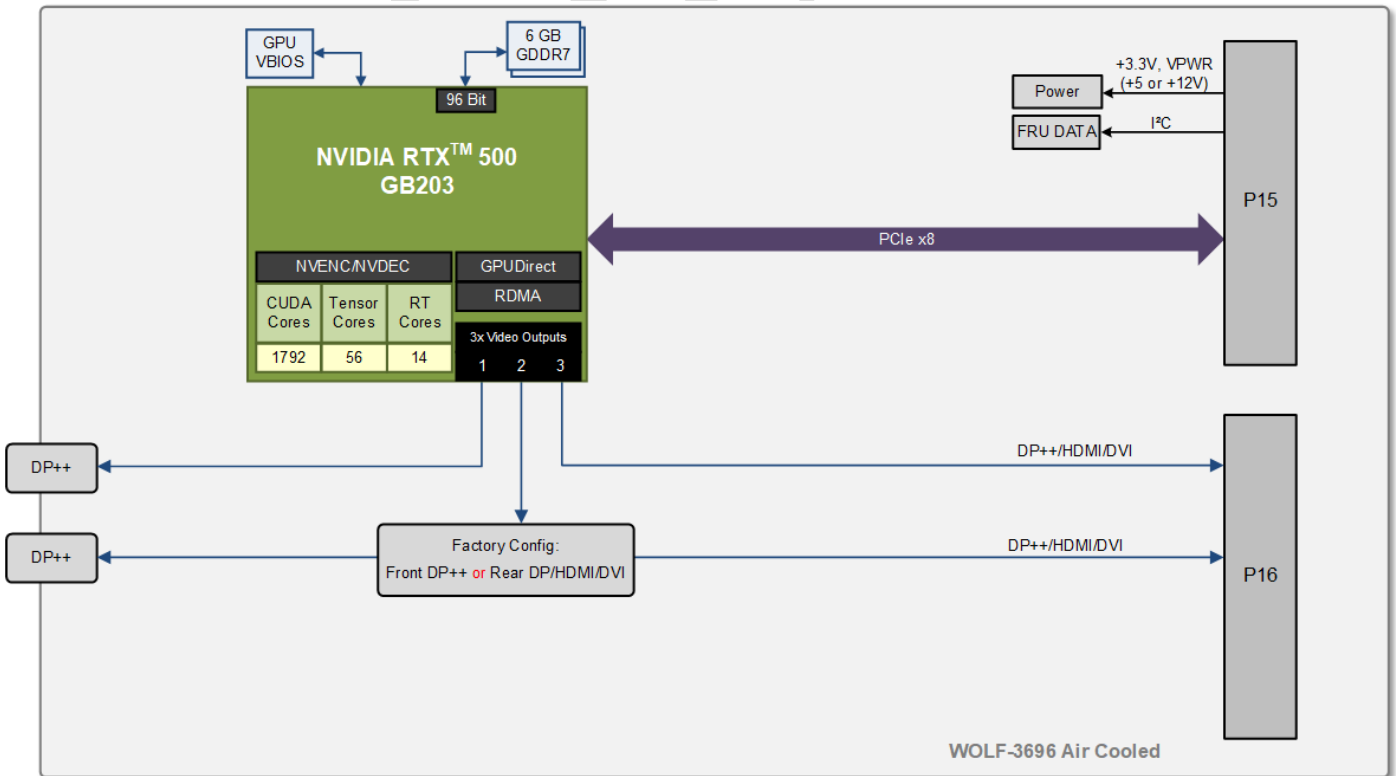 GPU
VBIOS
6 GB
GDDR7
96 Bit
NVIDIA RTX™ 500
GB203
NVENC/NVDEC
GPUDirect
RDMA
CUDA
Cores
Tensor
Cores
RT
Cores
1792
56
14
3x Video Outputs
1 2 3
+3.3V, VPWR
(+5 or +12V)
Power
FRU DATA
I²C
P15
PCIe x8
DP++
DP++/HDMI/DVI
DP++
Factory Config:
Front DP++ or Rear DP/HDMI/DVI
DP++/HDMI/DVI
P16
WOLF-3696 Air Cooled